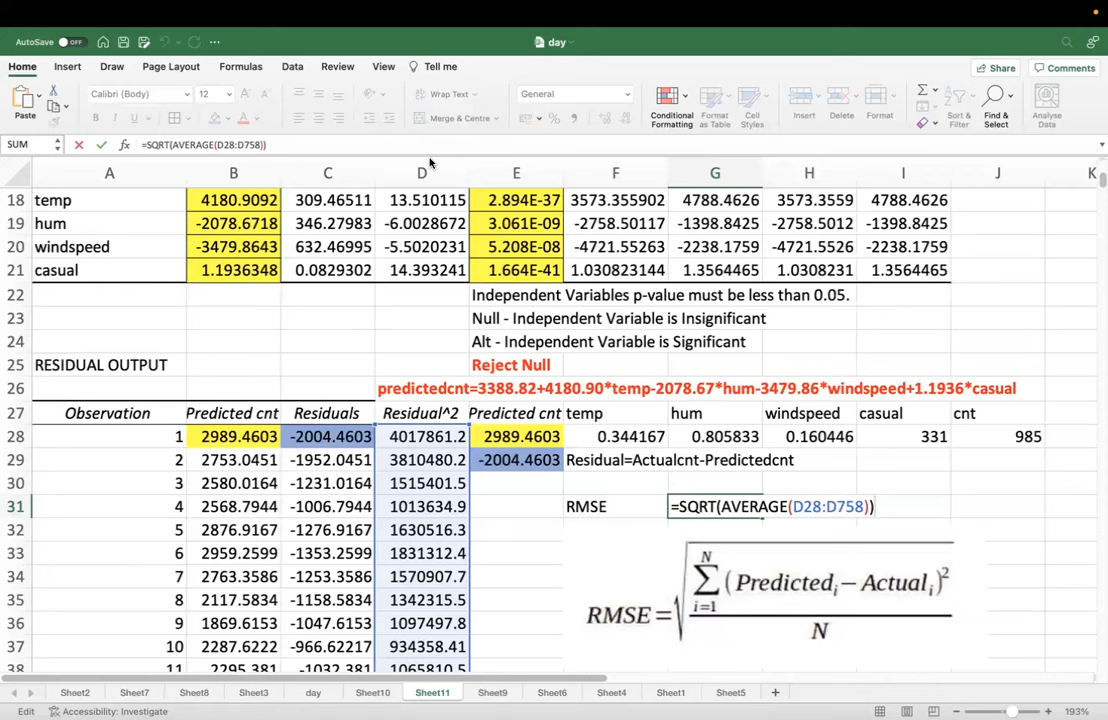 AutoSave OFF day
Home Insert Draw Page Layout Formulas Data Review View Tell me Share Comments
Paste Calibri (Body) 12 A A Wrap Text General Conditional Formatting Format as Table Cell Styles Insert Delete Format Sort & Filter Find & Select Analyse Data
B I U Merge & Centre %
SUM fx =SQRT(AVERAGE(D28:D758))
A B C D E F G H I J K
18 temp 4180.9092 309.46511 13.510115 2.894E-37 3573.355902 4788.4626 3573.3559 4788.4626
19 hum -2078.6718 346.27983 -6.0028672 3.061E-09 -2758.50117 -1398.8425 -2758.5012 -1398.8425
20 windspeed -3479.8643 632.46995 -5.5020231 5.208E-08 -4721.55263 -2238.1759 -4721.5526 -2238.1759
21 casual 1.1936348 0.0829302 14.393241 1.664E-41 1.030823144 1.3564465 1.0308231 1.3564465
22 Independent Variables p-value must be less than 0.05.
23 Null - Independent Variable is Insignificant
24 Alt - Independent Variable is Significant
25 RESIDUAL OUTPUT Reject Null
26 predictedcnt=3388.82+4180.90*temp-2078.67*hum-3479.86*windspeed+1.1936*casual
27 Observation Predicted cnt Residuals Residual^2 Predicted cnt temp hum windspeed casual cnt
28 1 2989.4603 -2004.4603 4017861.2 2989.4603 0.344167 0.805833 0.160446 331 985
29 2 2753.0451 -1952.0451 3810480.2 -2004.4603 Residual=Actualcnt-Predictedcnt
30 3 2580.0164 -1231.0164 1515401.5
31 4 2568.7944 -1006.7944 1013634.9 RMSE =SQRT(AVERAGE(D28:D758))
32 5 2876.9167 -1276.9167 1630516.3
33 6 2959.2599 -1353.2599 1831312.4
34 7 2763.3586 -1253.3586 1570907.7
35 8 2117.5834 -1158.5834 1342315.5
36 9 1869.6153 -1047.6153 1097497.8
37 10 2287.6222 -966.62217 934358.41
38 11 2295.381 -1032.381 1065810.5
N
∑ (Predictedi − Actuali)²
i=1
RMSE = √
N
Sheet2 Sheet7 Sheet8 Sheet3 day Sheet10 Sheet11 Sheet9 Sheet6 Sheet4 Sheet1 Sheet5 +
Edit Accessibility: Investigate 193%